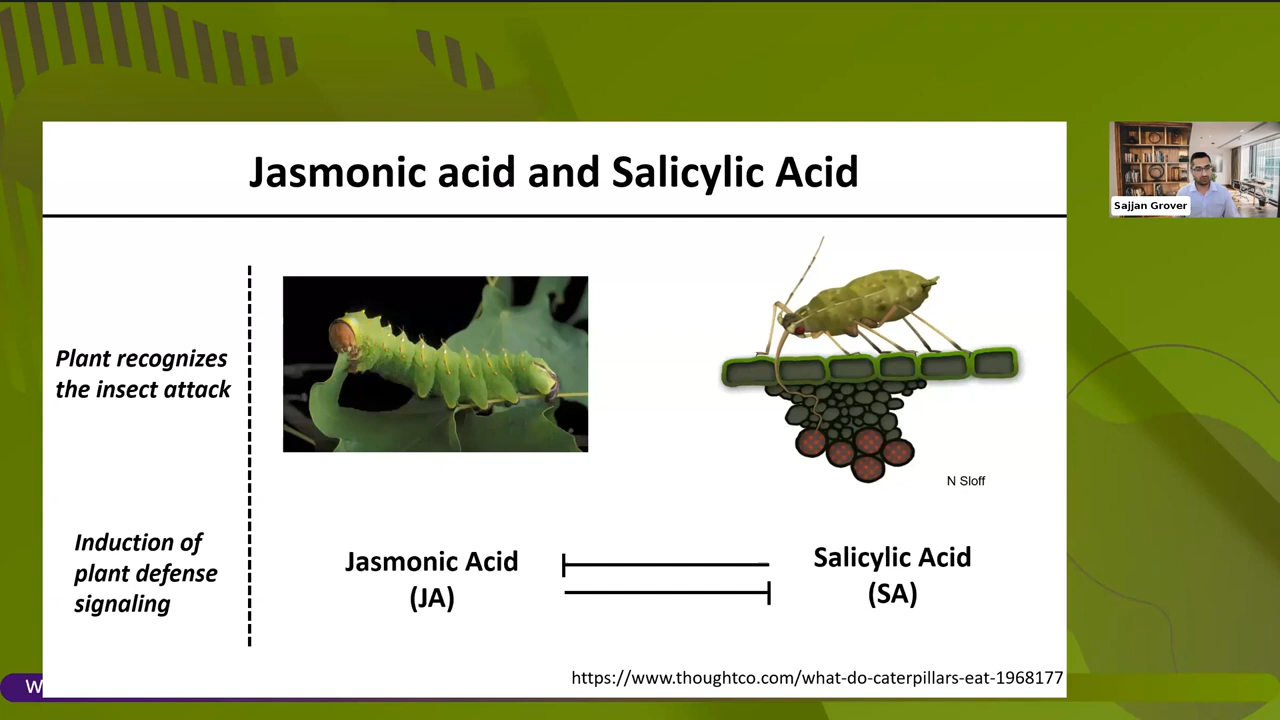 Jasmonic acid and Salicylic Acid
Sajjan Grover
Plant recognizes
the insect attack
N Sloff
Induction of
plant defense
signaling
Jasmonic Acid
(JA)
Salicylic Acid
(SA)
https://www.thoughtco.com/what-do-caterpillars-eat-1968177
W